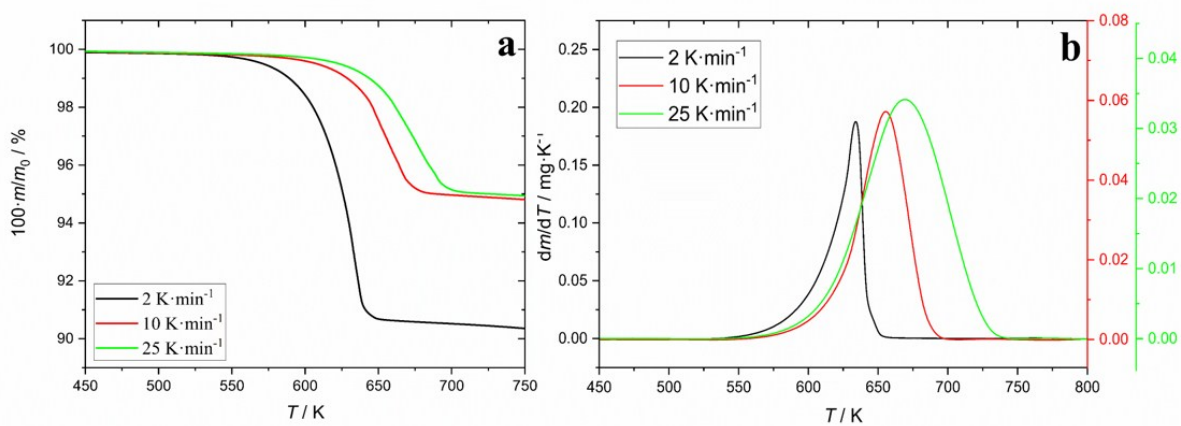 a
100·m/m₀ / %
100
98
96
94
92
90
2 K·min⁻¹
10 K·min⁻¹
25 K·min⁻¹
450 500 550 600 650 700 750
T / K
b
dm/dT / mg·K⁻¹
0.25
0.20
0.15
0.10
0.05
0.00
2 K·min⁻¹
10 K·min⁻¹
25 K·min⁻¹
450 500 550 600 650 700 750 800
T / K
0.08
0.06
0.04
0.02
0.00
0.04
0.03
0.02
0.01
0.00